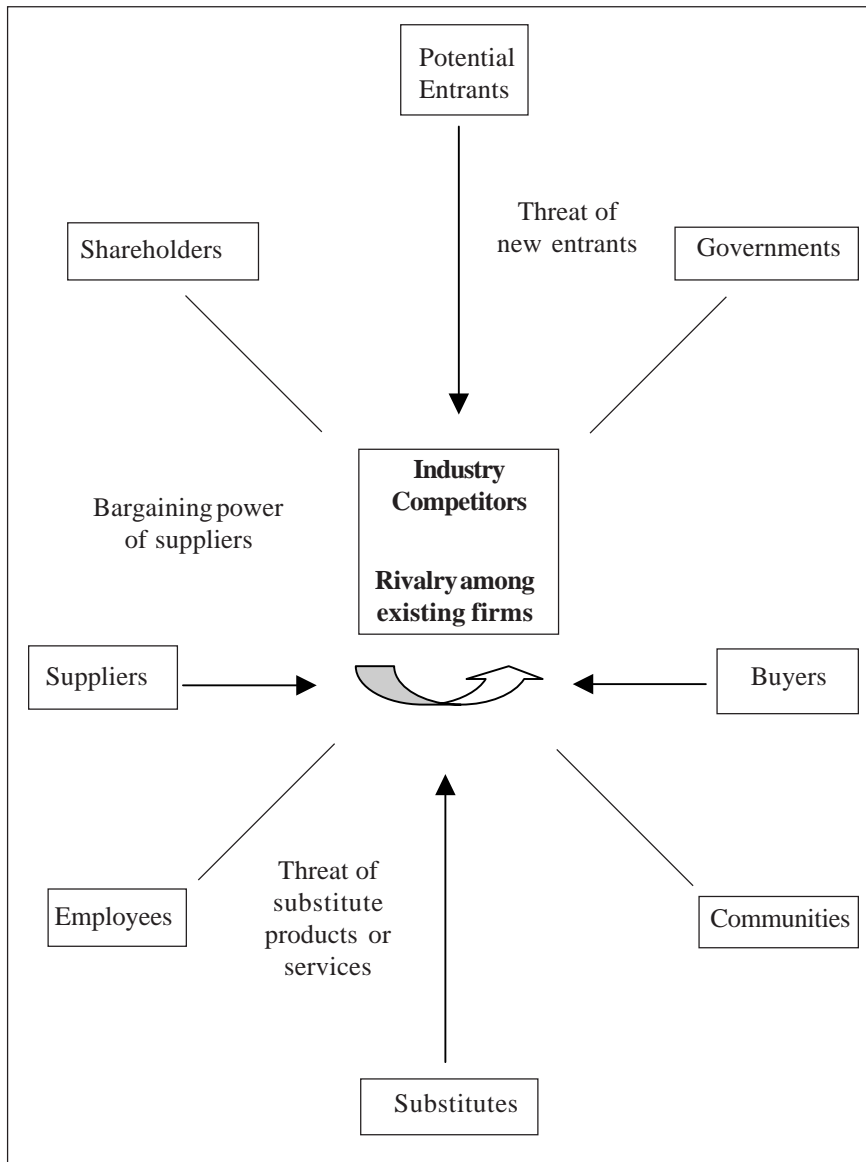 Potential
Entrants
Threat of
new entrants
Shareholders
Governments
Industry
Competitors
Rivalry among
existing firms
Bargaining power
of suppliers
Suppliers
Buyers
Employees
Threat of
substitute
products or
services
Communities
Substitutes